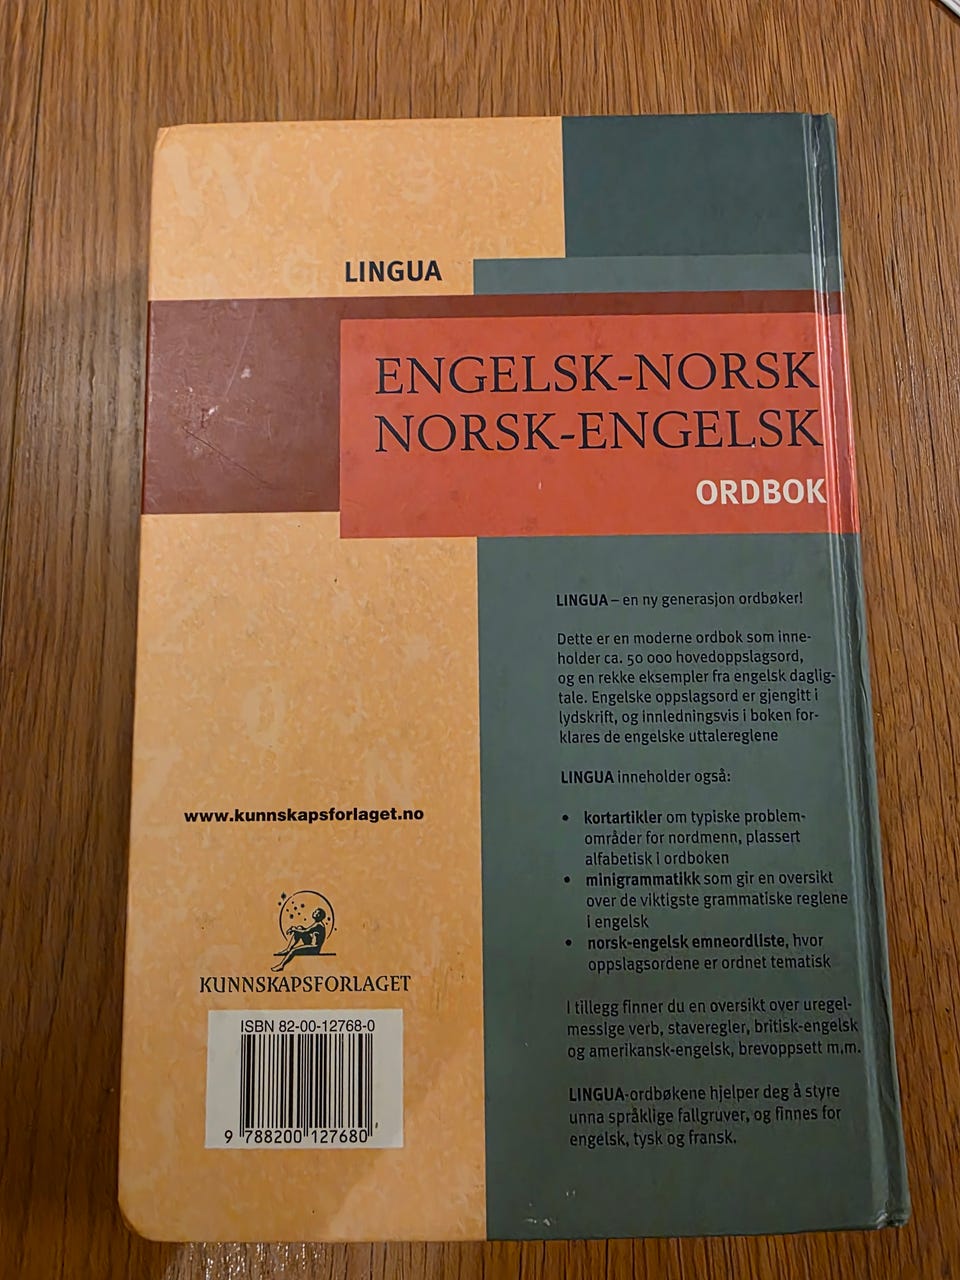 LINGUA
ENGELSK-NORSK
NORSK-ENGELSK
ORDBOK
LINGUA – en ny generasjon ordbøker!
Dette er en moderne ordbok som inne-
holder ca. 50 000 hovedoppslagsord,
og en rekke eksempler fra engelsk daglig-
tale. Engelske oppslagsord er gjengitt i
lydskrift, og innledningsvis i boken for-
klares de engelske uttalereglene
LINGUA inneholder også:
• kortartikler om typiske problem-
områder for nordmenn, plassert
alfabetisk i ordboken
• minigrammatikk som gir en oversikt
over de viktigste grammatiske reglene
i engelsk
• norsk-engelsk emneordliste, hvor
oppslagsordene er ordnet tematisk
I tillegg finner du en oversikt over uregel-
messige verb, staveregler, britisk-engelsk
og amerikansk-engelsk, brevoppsett m.m.
LINGUA-ordbøkene hjelper deg å styre
unna språklige fallgruver, og finnes for
engelsk, tysk og fransk.
www.kunnskapsforlaget.no
KUNNSKAPSFORLAGET
ISBN 82-00-12768-0
9 788200 127680